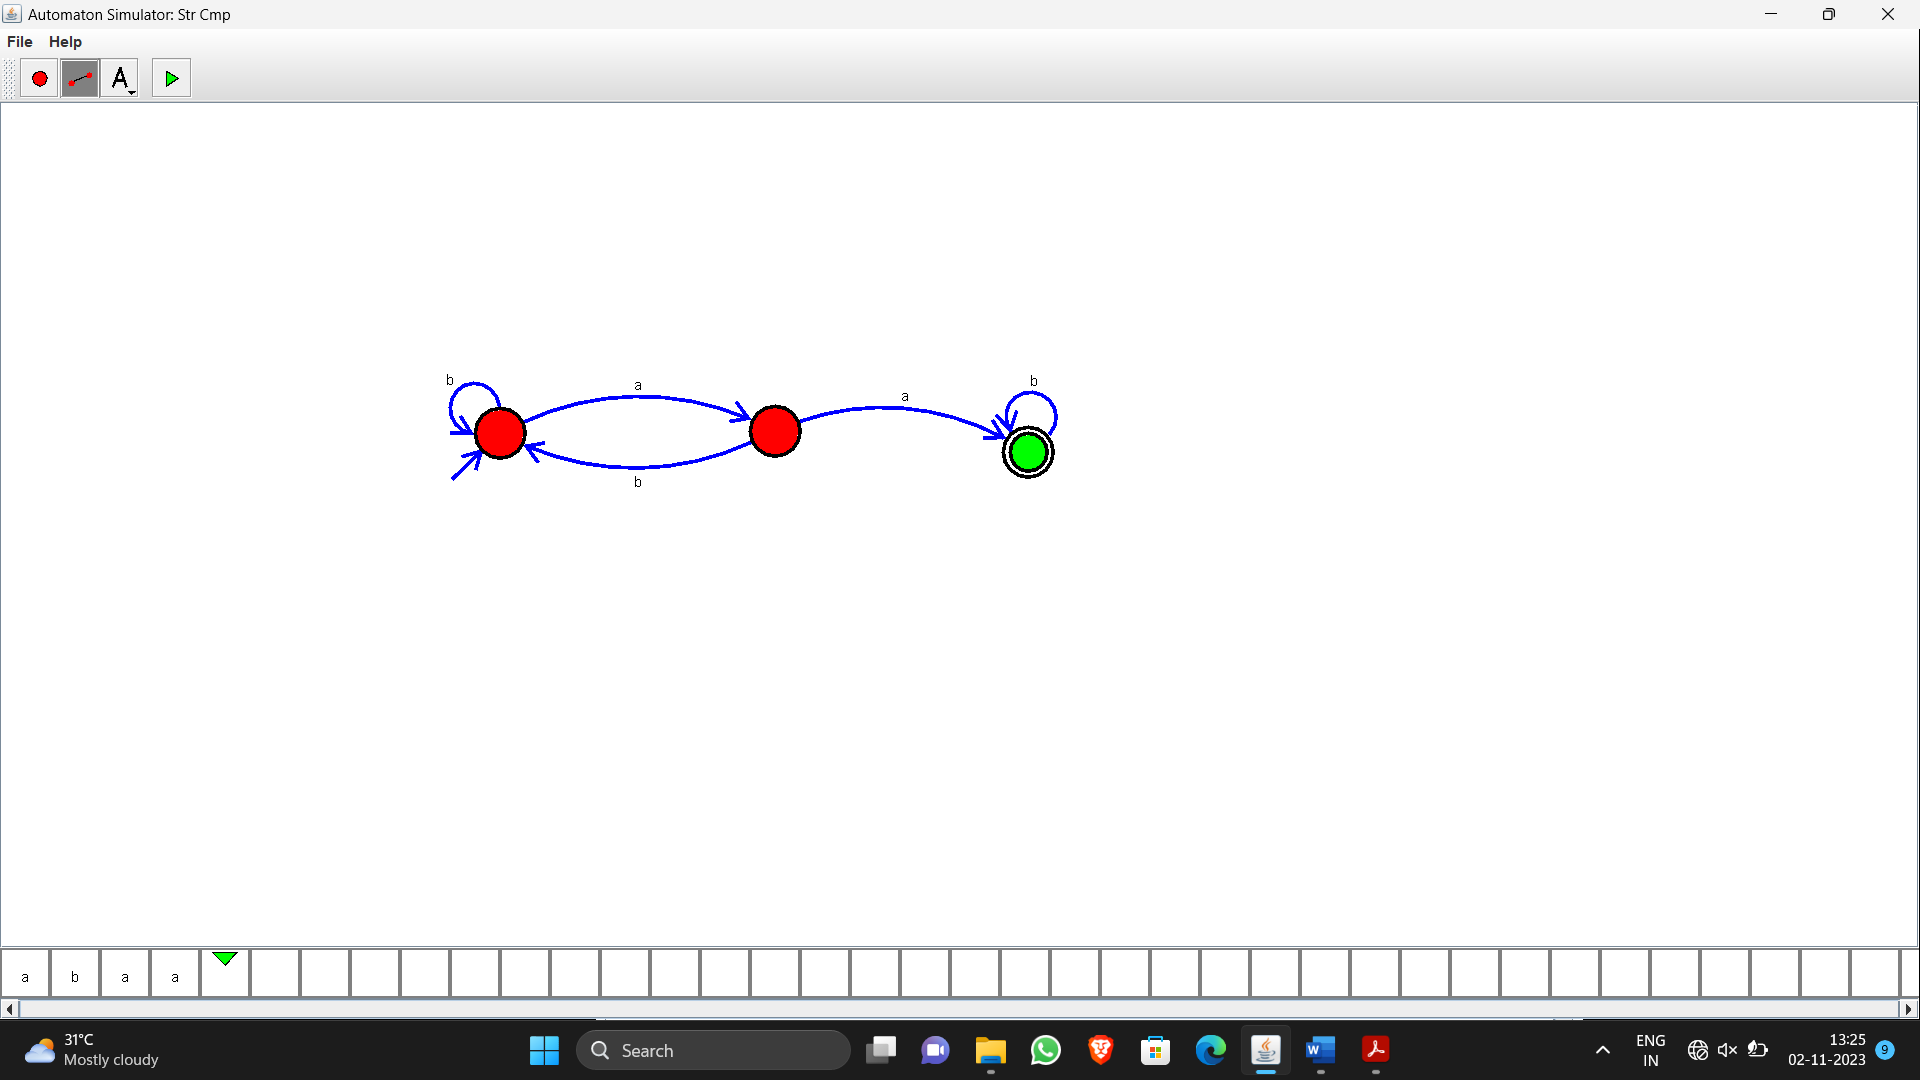 Automaton Simulator: Str Cmp
File Help
A
b a a b
b
a b a a
31°C
Mostly cloudy
Search
W
ENG
IN
13:25
02-11-2023
9